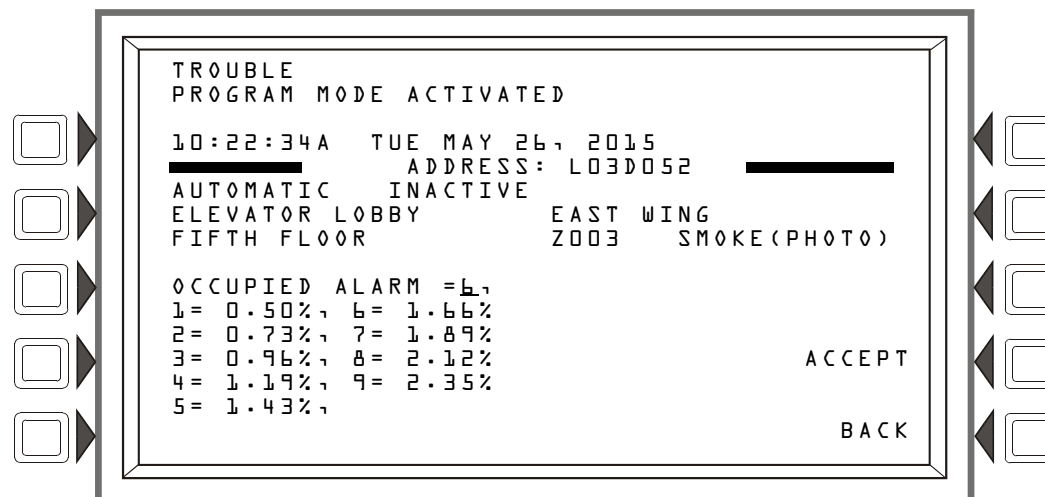 TROUBLE
PROGRAM MODE ACTIVATED
10:22:34A TUE MAY 26, 2015
ADDRESS: L03D052
AUTOMATIC INACTIVE
ELEVATOR LOBBY EAST WING
FIFTH FLOOR Z003 SMOKE(PHOTO)
OCCUPIED ALARM =6,
1= 0.50%, 6= 1.66%
2= 0.73%, 7= 1.89%
3= 0.96%, 8= 2.12% ACCEPT
4= 1.19%, 9= 2.35%
5= 1.43%,
BACK